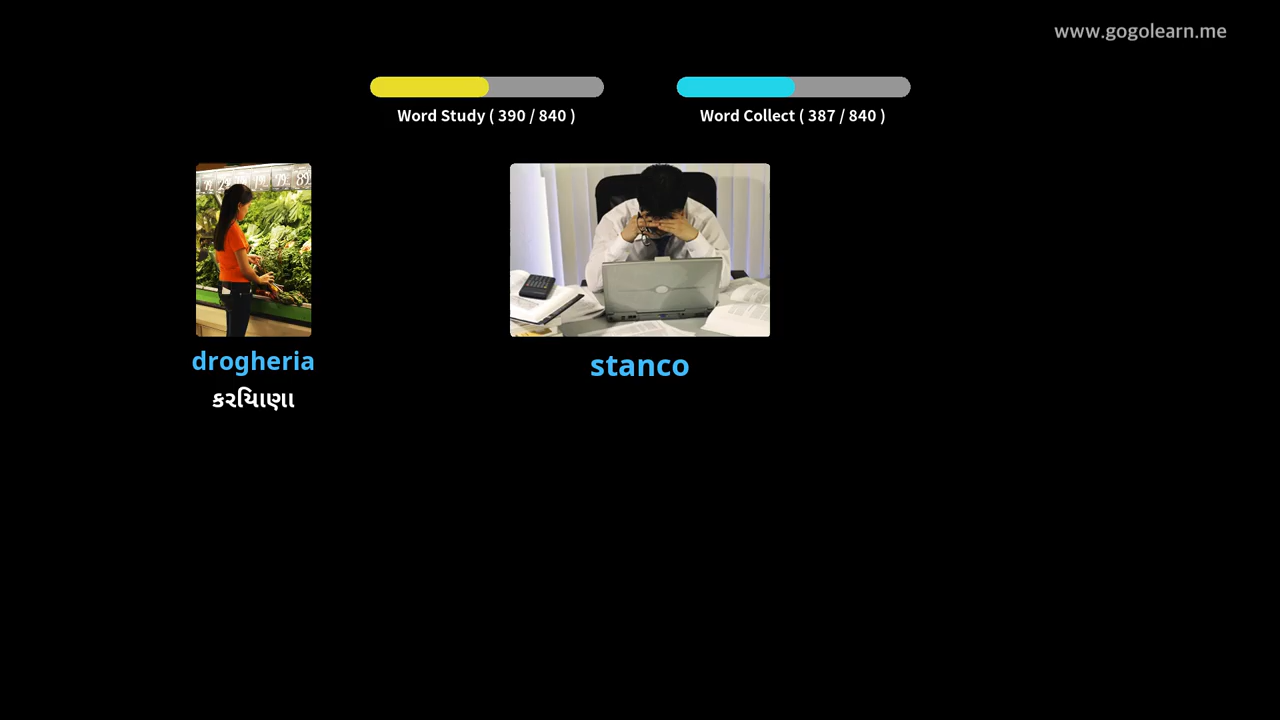 www.gogolearn.me
Word Study ( 390 / 840 )
Word Collect ( 387 / 840 )
drogheria
કરિયાણા
stanco